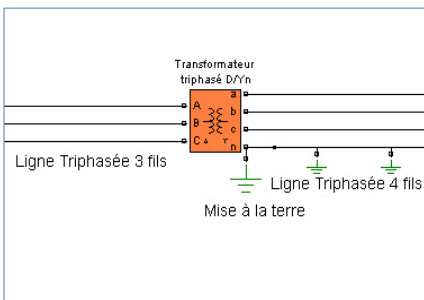 Transformateur
triphasé D/Yn
A
B
C
a
b
c
n
Ligne Triphasée 3 fils
Ligne Triphasée 4 fils
Mise à la terre